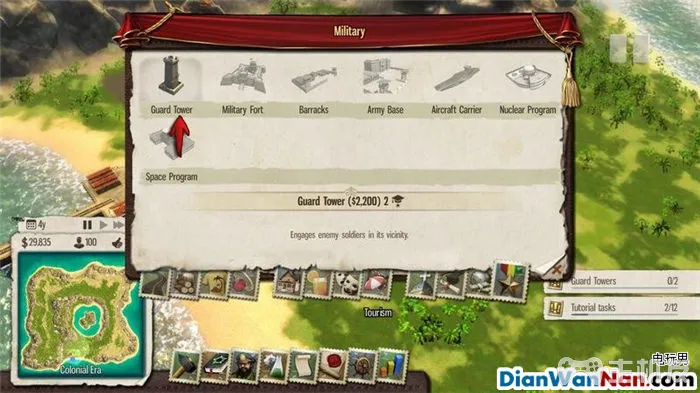 Military
Guard Tower
Military Fort
Barracks
Army Base
Aircraft Carrier
Nuclear Program
Space Program
Guard Tower ($2,200) 2
Engages enemy soldiers in its vicinity.
4y
$ 29,835
100
Colonial Era
Tourism
Guard Towers 0/2
Tutorial tasks 2/12
电玩男
DianWanNan.com